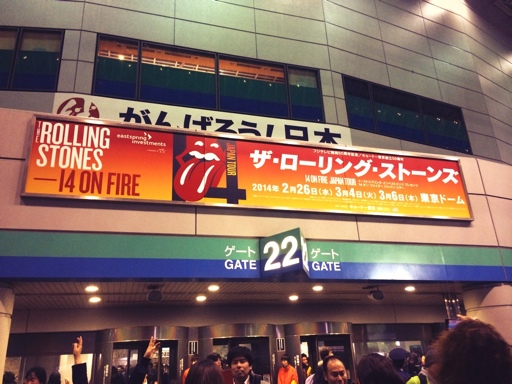 がんばろう!日本
THE
ROLLING
STONES
—14 ON FIRE
eastspring
investments
JAPAN TOUR
14
ザ・ローリング・ストーンズ
14 ON FIRE JAPAN TOUR
2014年 2月26日(水) 3月4日(火) 3月6日(木) 東京ドーム
ゲート
GATE
22
ゲート
GATE